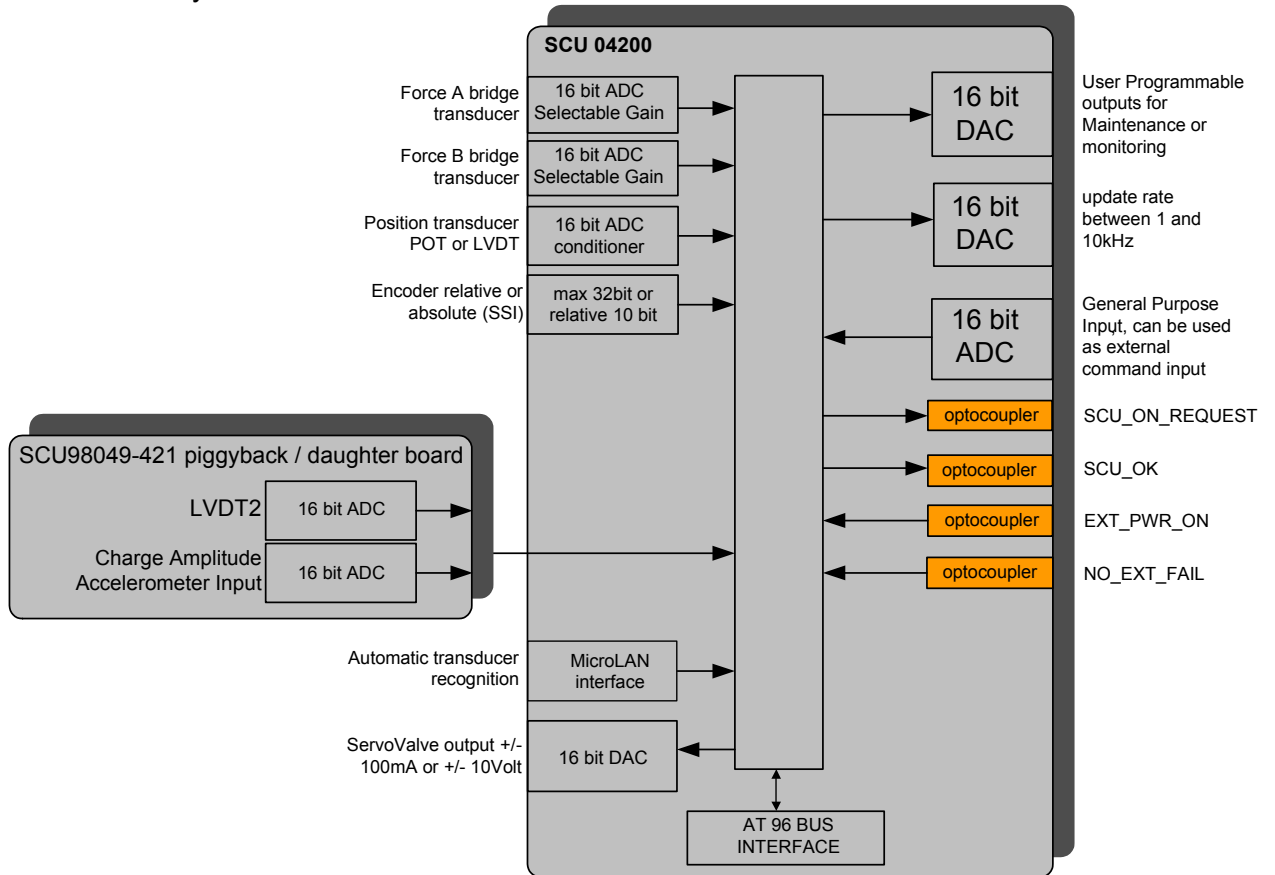 SCU 04200
Force A bridge
transducer
16 bit ADC
Selectable Gain
Force B bridge
transducer
16 bit ADC
Selectable Gain
Position transducer
POT or LVDT
16 bit ADC
conditioner
Encoder relative or
absolute (SSI)
max 32bit or
relative 10 bit
16 bit
DAC
User Programmable
outputs for
Maintenance or
monitoring
16 bit
DAC
update rate
between 1 and
10kHz
16 bit
ADC
General Purpose
Input, can be used
as external
command input
optocoupler
SCU_ON_REQUEST
optocoupler
SCU_OK
optocoupler
EXT_PWR_ON
optocoupler
NO_EXT_FAIL
SCU98049-421 piggyback / daughter board
LVDT2
16 bit ADC
Charge Amplitude
Accelerometer Input
16 bit ADC
Automatic transducer
recognition
MicroLAN
interface
ServoValve output +/-
100mA or +/- 10Volt
16 bit DAC
AT 96 BUS
INTERFACE